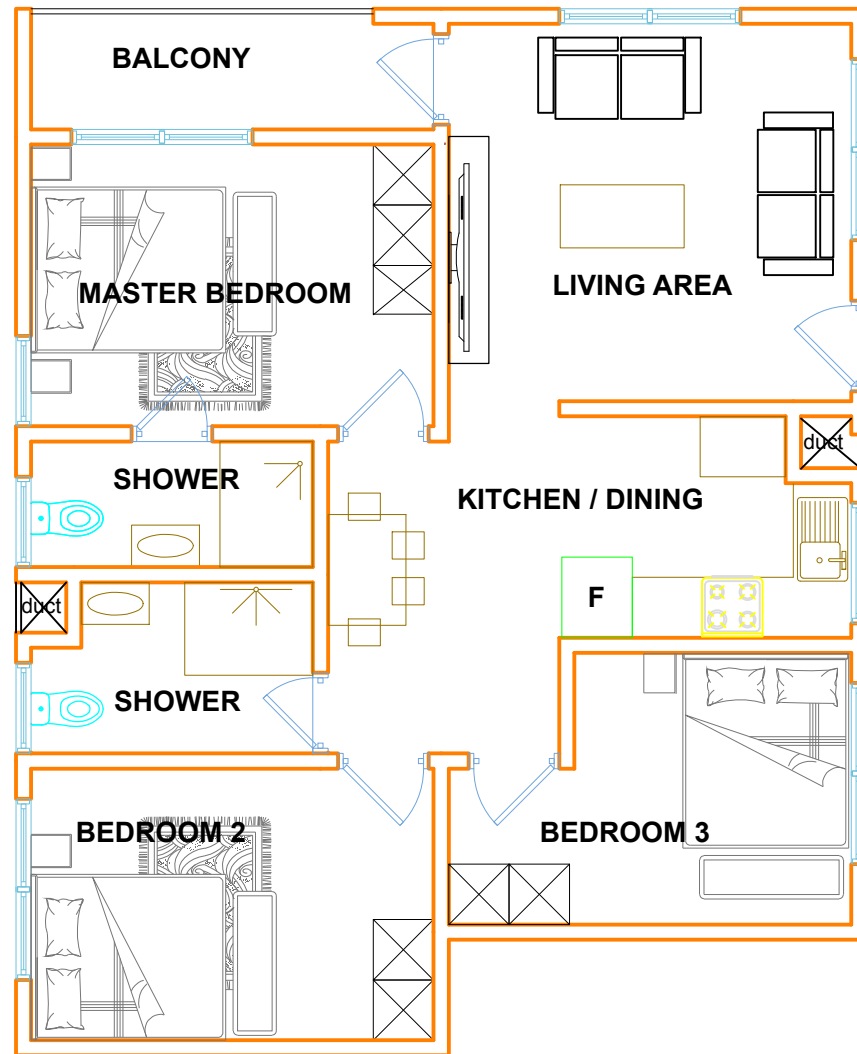 BALCONY
MASTER BEDROOM
LIVING AREA
duct
SHOWER
KITCHEN / DINING
F
duct
SHOWER
BEDROOM 2
BEDROOM 3